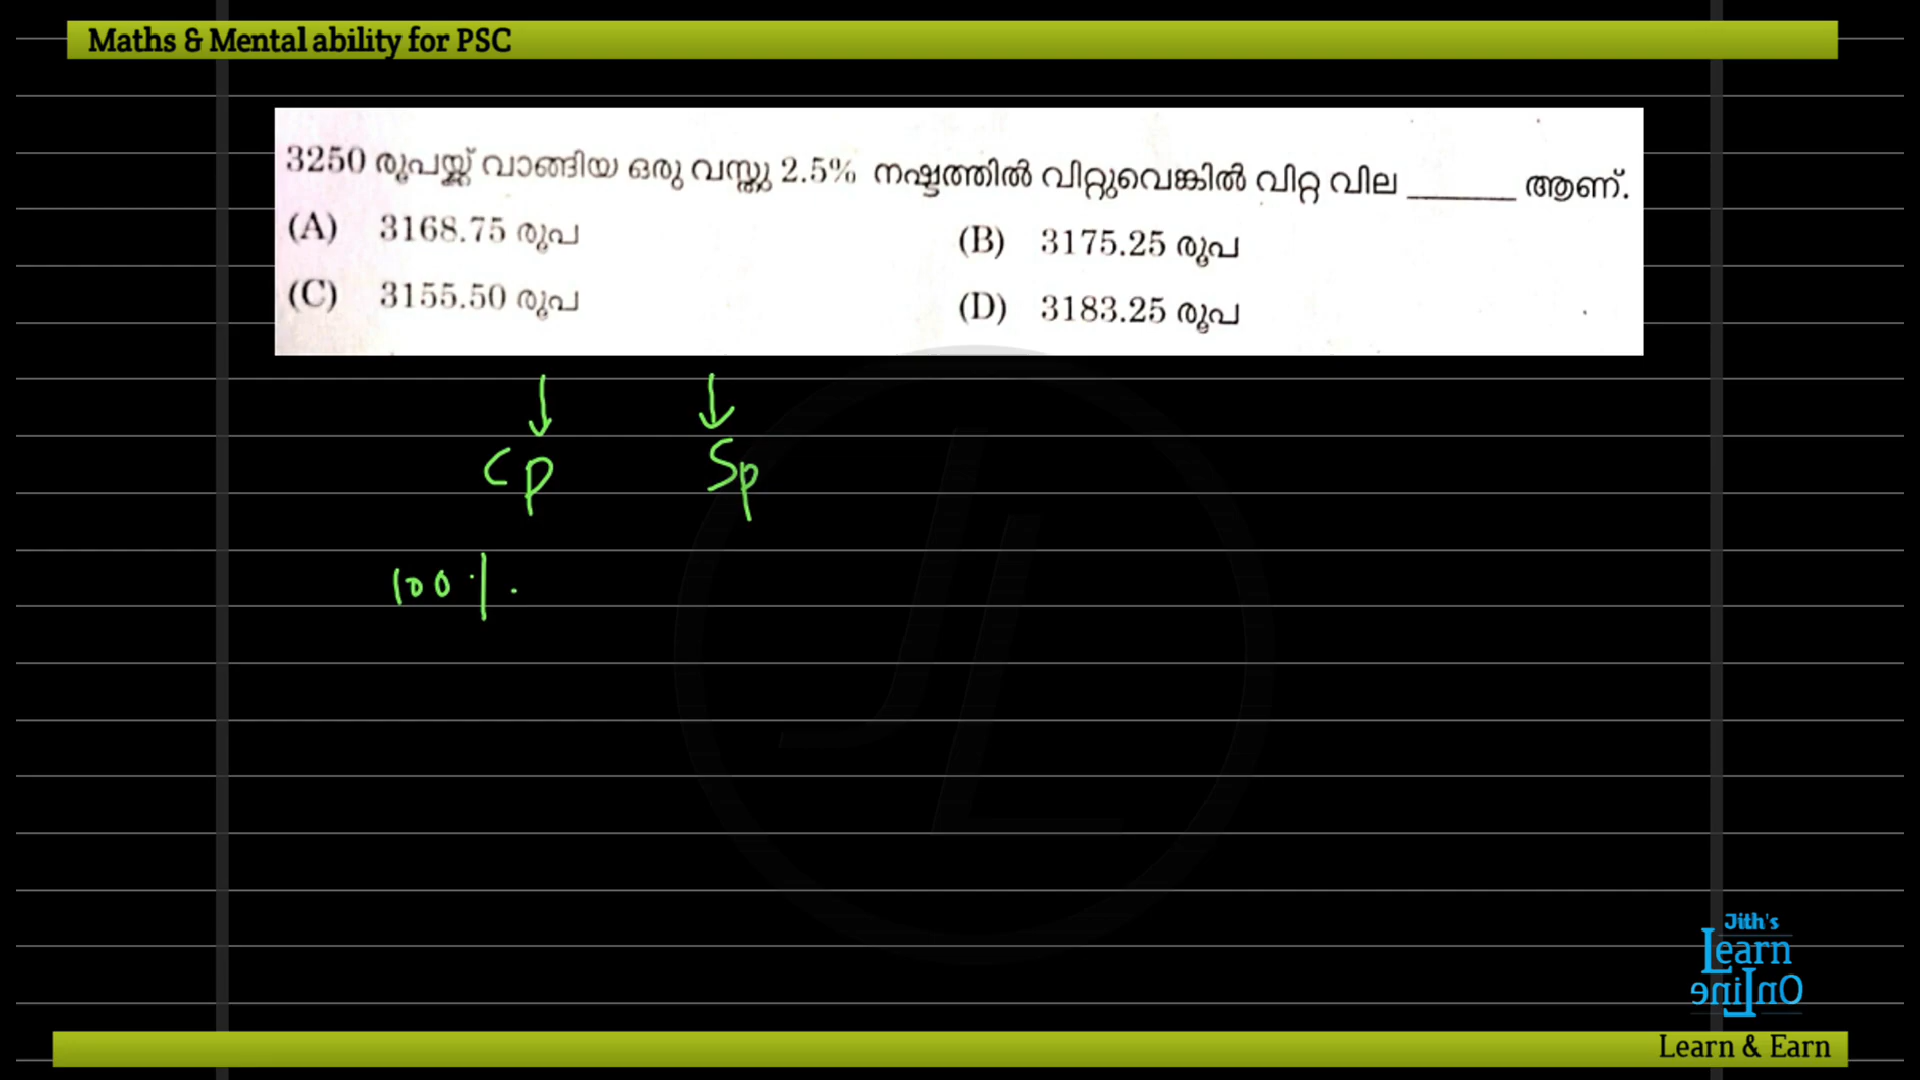 Maths & Mental ability for PSC
3250 രൂപയ്ക്ക് വാങ്ങിയ ഒരു വസ്തു 2.5% നഷ്ടത്തിൽ വിറ്റുവെങ്കിൽ വിറ്റ വില ______ ആണ്.
(A) 3168.75 രൂപ (B) 3175.25 രൂപ
(C) 3155.50 രൂപ (D) 3183.25 രൂപ
CP SP
100%.
JL
Jith's
Learn
OnLine
Learn & Earn